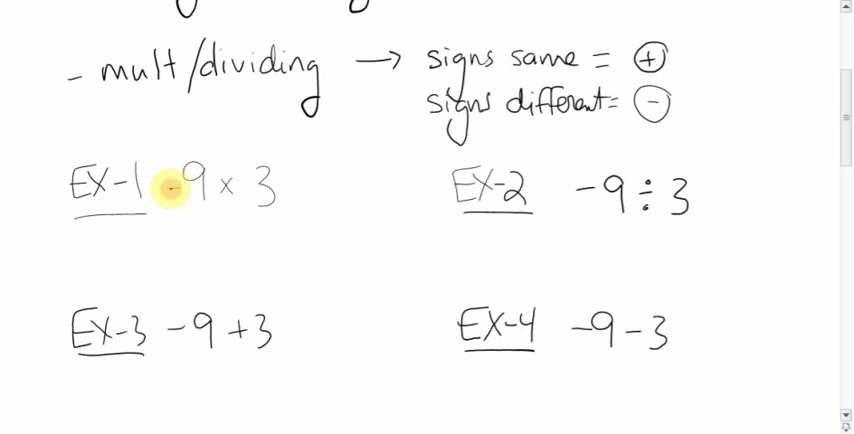 - mult/dividing → signs same = +
signs different = -
EX-1 -9 × 3
EX-2 -9 ÷ 3
EX-3 -9 + 3
EX-4 -9 - 3